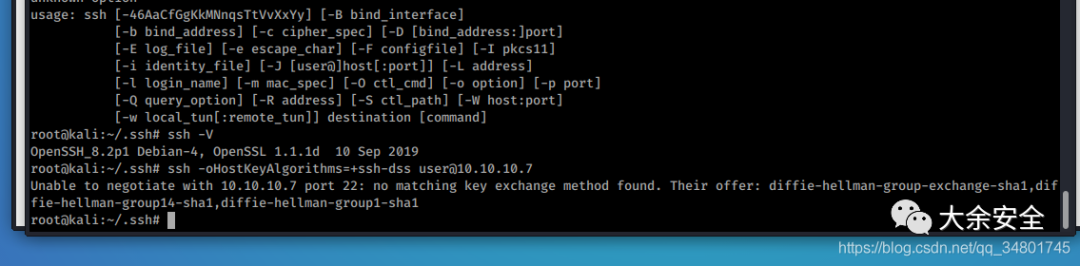 unknown option
usage: ssh [-46AaCfGgKkMNnqsTtVvXxYy] [-B bind_interface]
           [-b bind_address] [-c cipher_spec] [-D [bind_address:]port]
           [-E log_file] [-e escape_char] [-F configfile] [-I pkcs11]
           [-i identity_file] [-J [user@]host[:port]] [-L address]
           [-l login_name] [-m mac_spec] [-O ctl_cmd] [-o option] [-p port]
           [-Q query_option] [-R address] [-S ctl_path] [-W host:port]
           [-w local_tun[:remote_tun]] destination [command]
root@kali:~/.ssh# ssh -V
OpenSSH_8.2p1 Debian-4, OpenSSL 1.1.1d  10 Sep 2019
root@kali:~/.ssh# ssh -oHostKeyAlgorithms=+ssh-dss user@10.10.10.7
Unable to negotiate with 10.10.10.7 port 22: no matching key exchange method found. Their offer: diffie-hellman-group-exchange-sha1,dif
fie-hellman-group14-sha1,diffie-hellman-group1-sha1
root@kali:~/.ssh#
大余安全
https://blog.csdn.net/qq_34801745